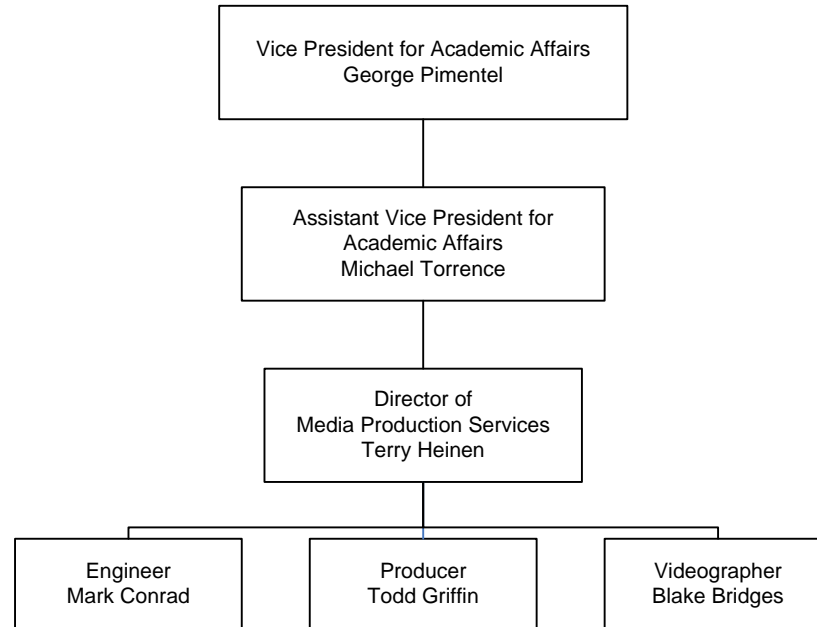 Vice President for Academic Affairs
George Pimentel
Assistant Vice President for
Academic Affairs
Michael Torrence
Director of
Media Production Services
Terry Heinen
Engineer
Mark Conrad
Producer
Todd Griffin
Videographer
Blake Bridges